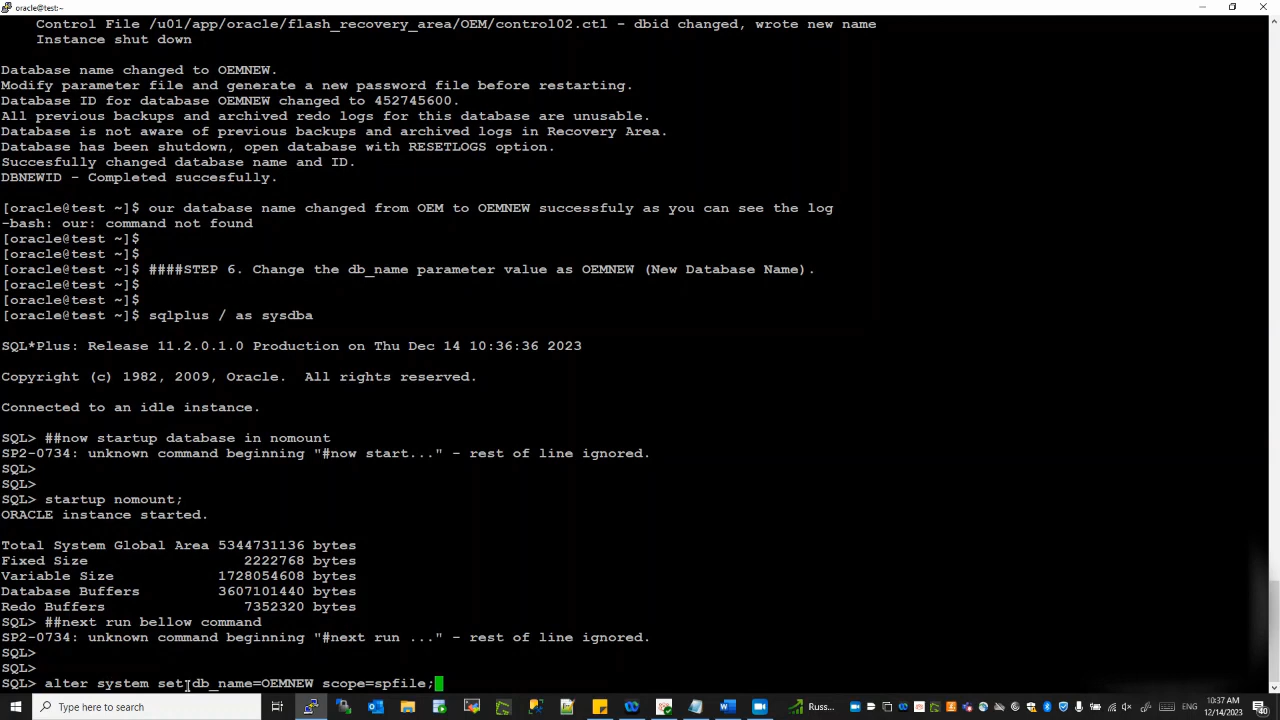 oracle@test:~
Control File /u01/app/oracle/flash_recovery_area/OEM/control02.ctl - dbid changed, wrote new name
Instance shut down
Database name changed to OEMNEW.
Modify parameter file and generate a new password file before restarting.
Database ID for database OEMNEW changed to 452745600.
All previous backups and archived redo logs for this database are unusable.
Database is not aware of previous backups and archived logs in Recovery Area.
Database has been shutdown, open database with RESETLOGS option.
Succesfully changed database name and ID.
DBNEWID - Completed succesfully.
[oracle@test ~]$ our database name changed from OEM to OEMNEW successfuly as you can see the log
-bash: our: command not found
[oracle@test ~]$
[oracle@test ~]$
[oracle@test ~]$ ####STEP 6. Change the db_name parameter value as OEMNEW (New Database Name).
[oracle@test ~]$
[oracle@test ~]$
[oracle@test ~]$ sqlplus / as sysdba
SQL*Plus: Release 11.2.0.1.0 Production on Thu Dec 14 10:36:36 2023
Copyright (c) 1982, 2009, Oracle.  All rights reserved.
Connected to an idle instance.
SQL> ##now startup database in nomount
SP2-0734: unknown command beginning "#now start..." - rest of line ignored.
SQL>
SQL>
SQL> startup nomount;
ORACLE instance started.
Total System Global Area 5344731136 bytes
Fixed Size 2222768 bytes
Variable Size 1728054608 bytes
Database Buffers 3607101440 bytes
Redo Buffers 7352320 bytes
SQL> ##next run bellow command
SP2-0734: unknown command beginning "#next run ..." - rest of line ignored.
SQL>
SQL>
SQL> alter system set db_name=OEMNEW scope=spfile;
Type here to search
Russ...
ENG
10:37 AM
12/14/2023
40